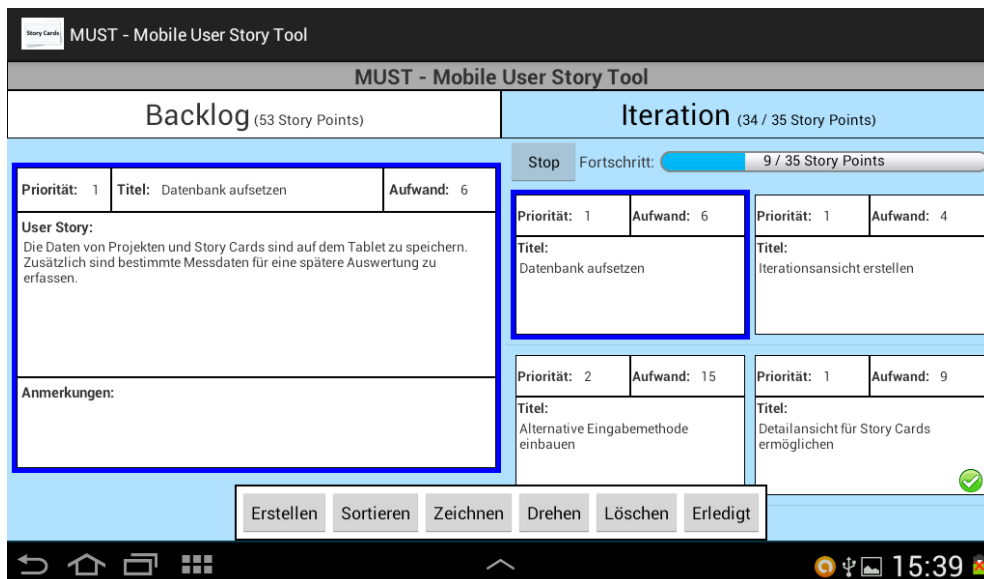 Story Cards
MUST - Mobile User Story Tool
MUST - Mobile User Story Tool
Backlog (53 Story Points)
Iteration (34 / 35 Story Points)
Priorität: 1 Titel: Datenbank aufsetzen Aufwand: 6
User Story:
Die Daten von Projekten und Story Cards sind auf dem Tablet zu speichern.
Zusätzlich sind bestimmte Messdaten für eine spätere Auswertung zu
erfassen.
Anmerkungen:
Stop Fortschritt: 9 / 35 Story Points
Priorität: 1 Aufwand: 6
Titel:
Datenbank aufsetzen
Priorität: 1 Aufwand: 4
Titel:
Iterationsansicht erstellen
Priorität: 2 Aufwand: 15
Titel:
Alternative Eingabemethode
einbauen
Priorität: 1 Aufwand: 9
Titel:
Detailansicht für Story Cards
ermöglichen
Erstellen Sortieren Zeichnen Drehen Löschen Erledigt
15:39